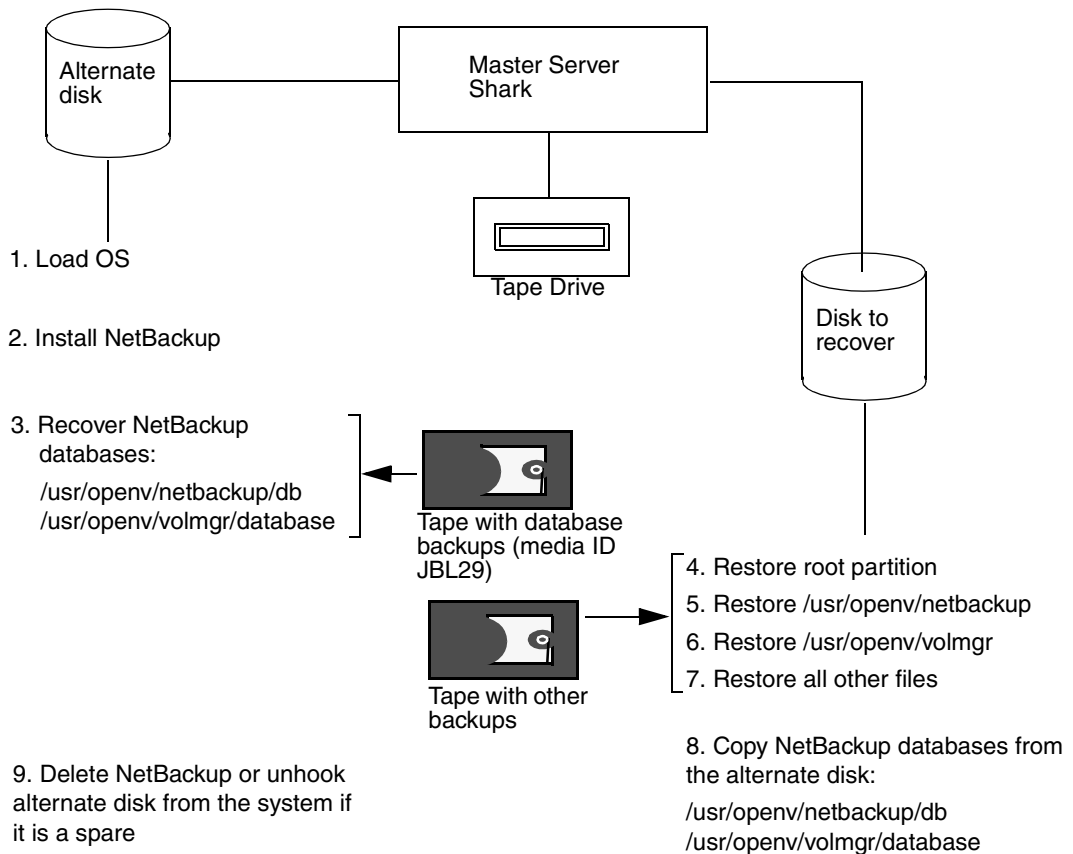 Alternate
disk
Master Server
Shark
Tape Drive
Disk to
recover
1. Load OS
2. Install NetBackup
3. Recover NetBackup
databases:
/usr/openv/netbackup/db
/usr/openv/volmgr/database
Tape with database
backups (media ID
JBL29)
Tape with other
backups
4. Restore root partition
5. Restore /usr/openv/netbackup
6. Restore /usr/openv/volmgr
7. Restore all other files
8. Copy NetBackup databases from
the alternate disk:
/usr/openv/netbackup/db
/usr/openv/volmgr/database
9. Delete NetBackup or unhook
alternate disk from the system if
it is a spare